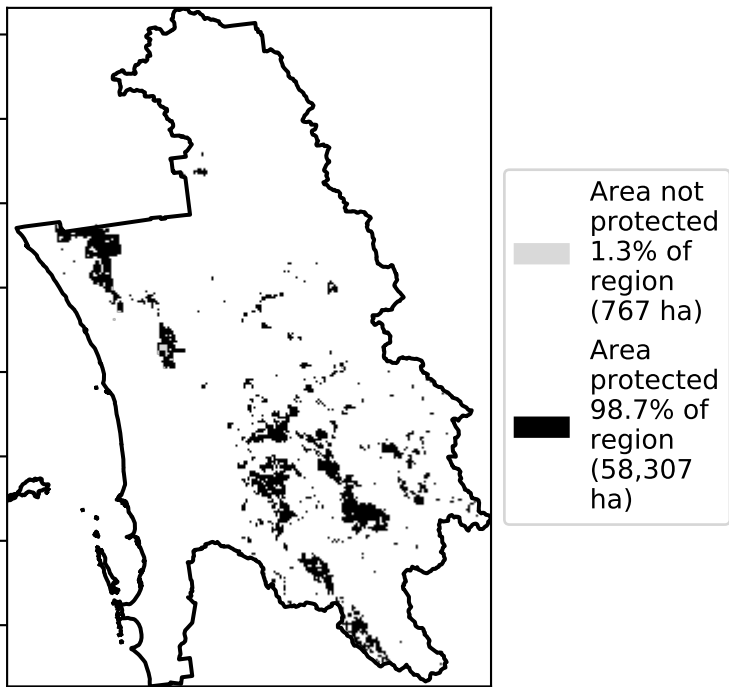 Area not
protected
1.3% of
region
(767 ha)
Area
protected
98.7% of
region
(58,307
ha)